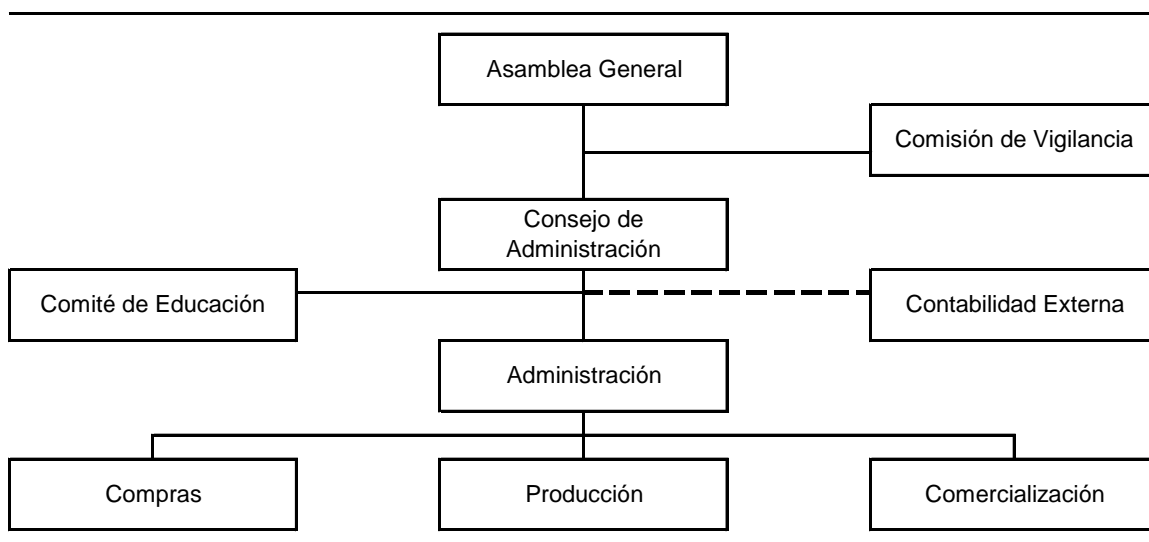 Asamblea General
Comisión de Vigilancia
Consejo de
Administración
Comité de Educación
Contabilidad Externa
Administración
Compras
Producción
Comercialización